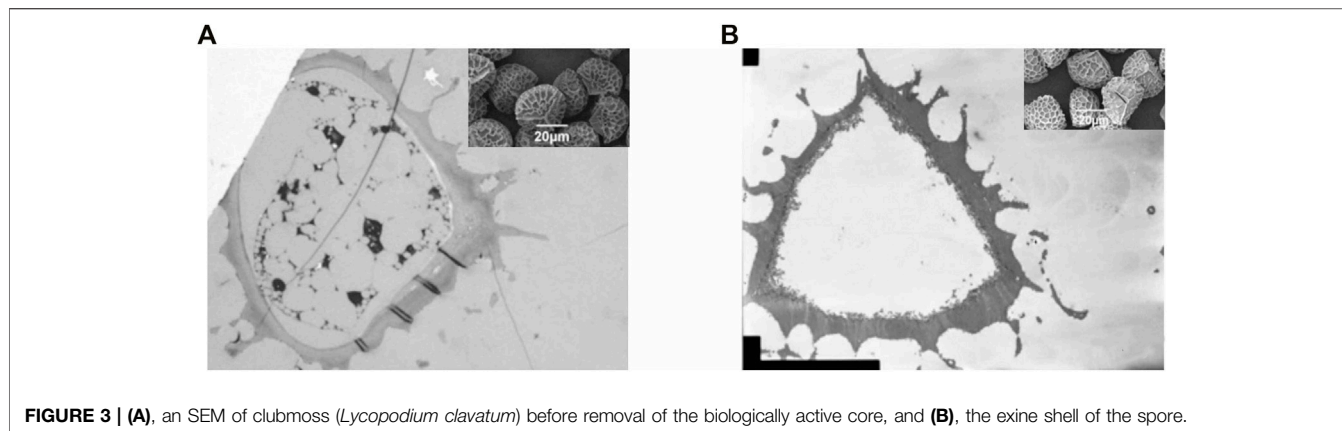 A
B
20μm
20μm
FIGURE 3 | (A), an SEM of clubmoss (Lycopodium clavatum) before removal of the biologically active core, and (B), the exine shell of the spore.